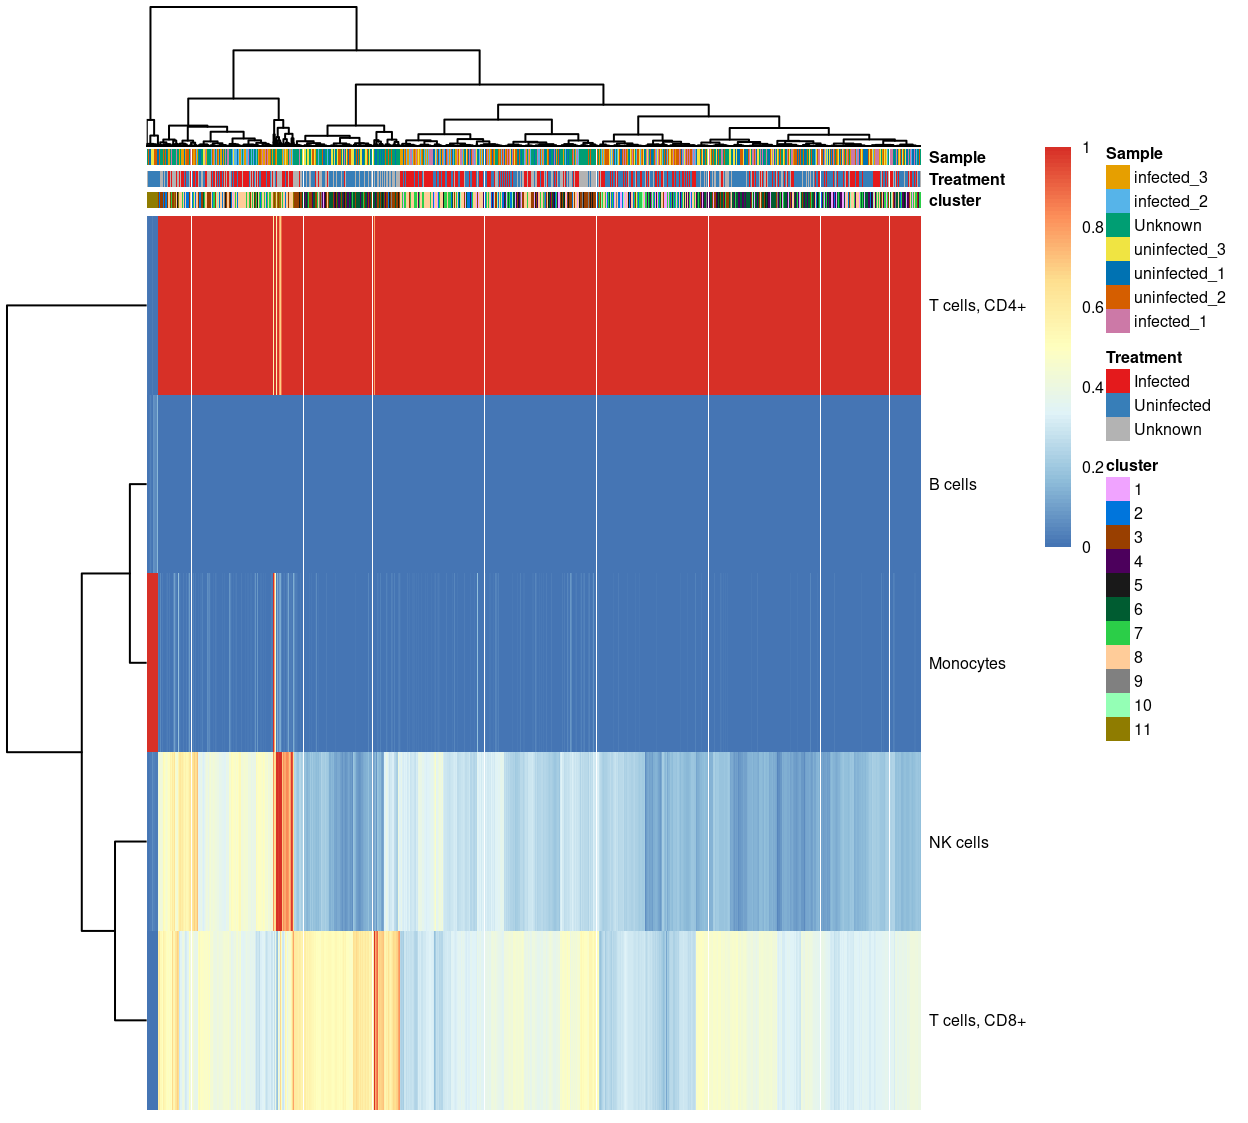 Sample
Treatment
cluster
T cells, CD4+
B cells
Monocytes
NK cells
T cells, CD8+
1
0.8
0.6
0.4
0.2
0
Sample
infected_3
infected_2
Unknown
uninfected_3
uninfected_1
uninfected_2
infected_1
Treatment
Infected
Uninfected
Unknown
cluster
1
2
3
4
5
6
7
8
9
10
11